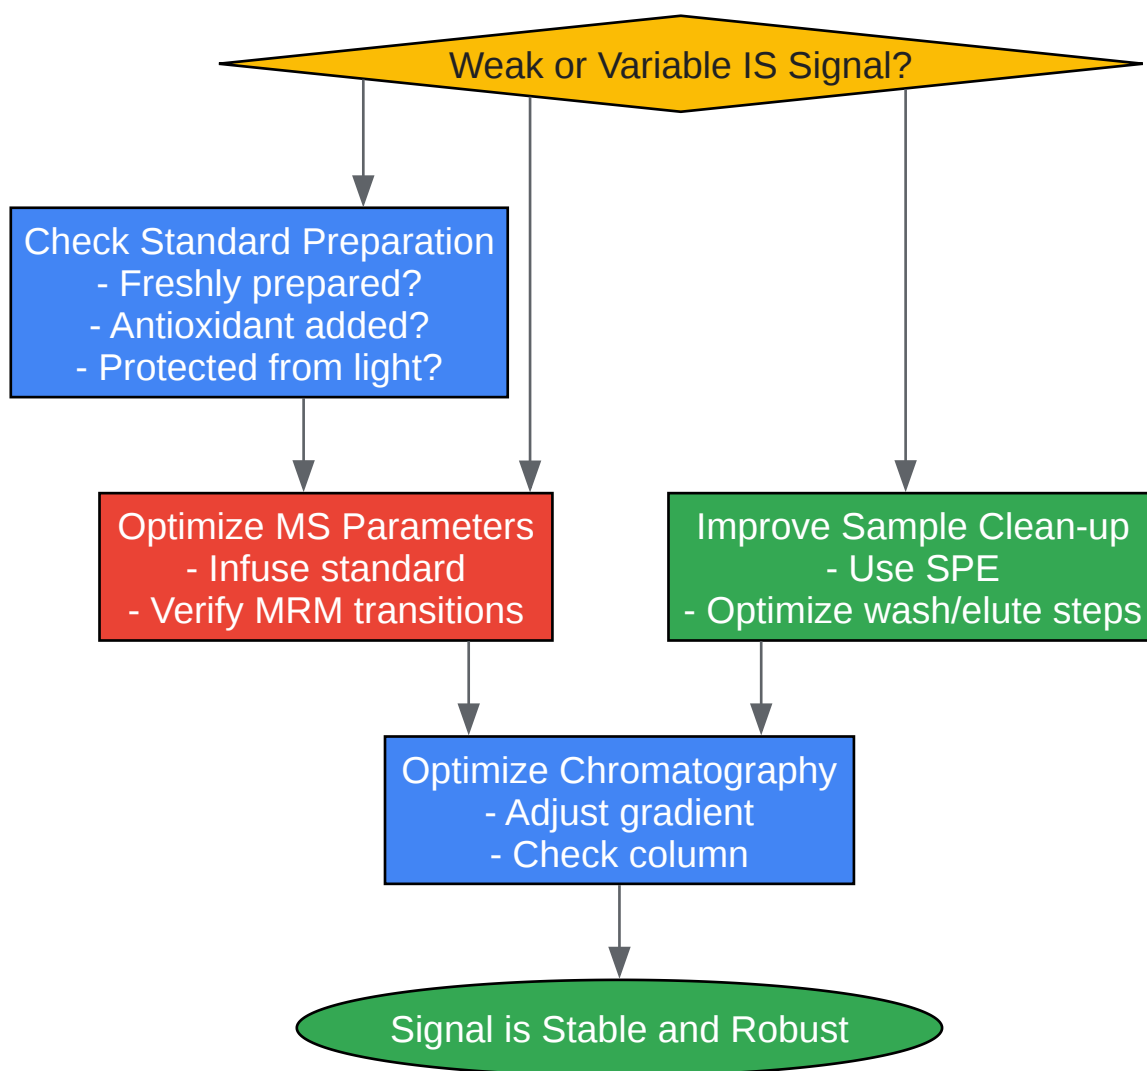 Weak or Variable IS Signal?
Check Standard Preparation
- Freshly prepared?
- Antioxidant added?
- Protected from light?
Optimize MS Parameters
- Infuse standard
- Verify MRM transitions
Improve Sample Clean-up
- Use SPE
- Optimize wash/elute steps
Optimize Chromatography
- Adjust gradient
- Check column
Signal is Stable and Robust